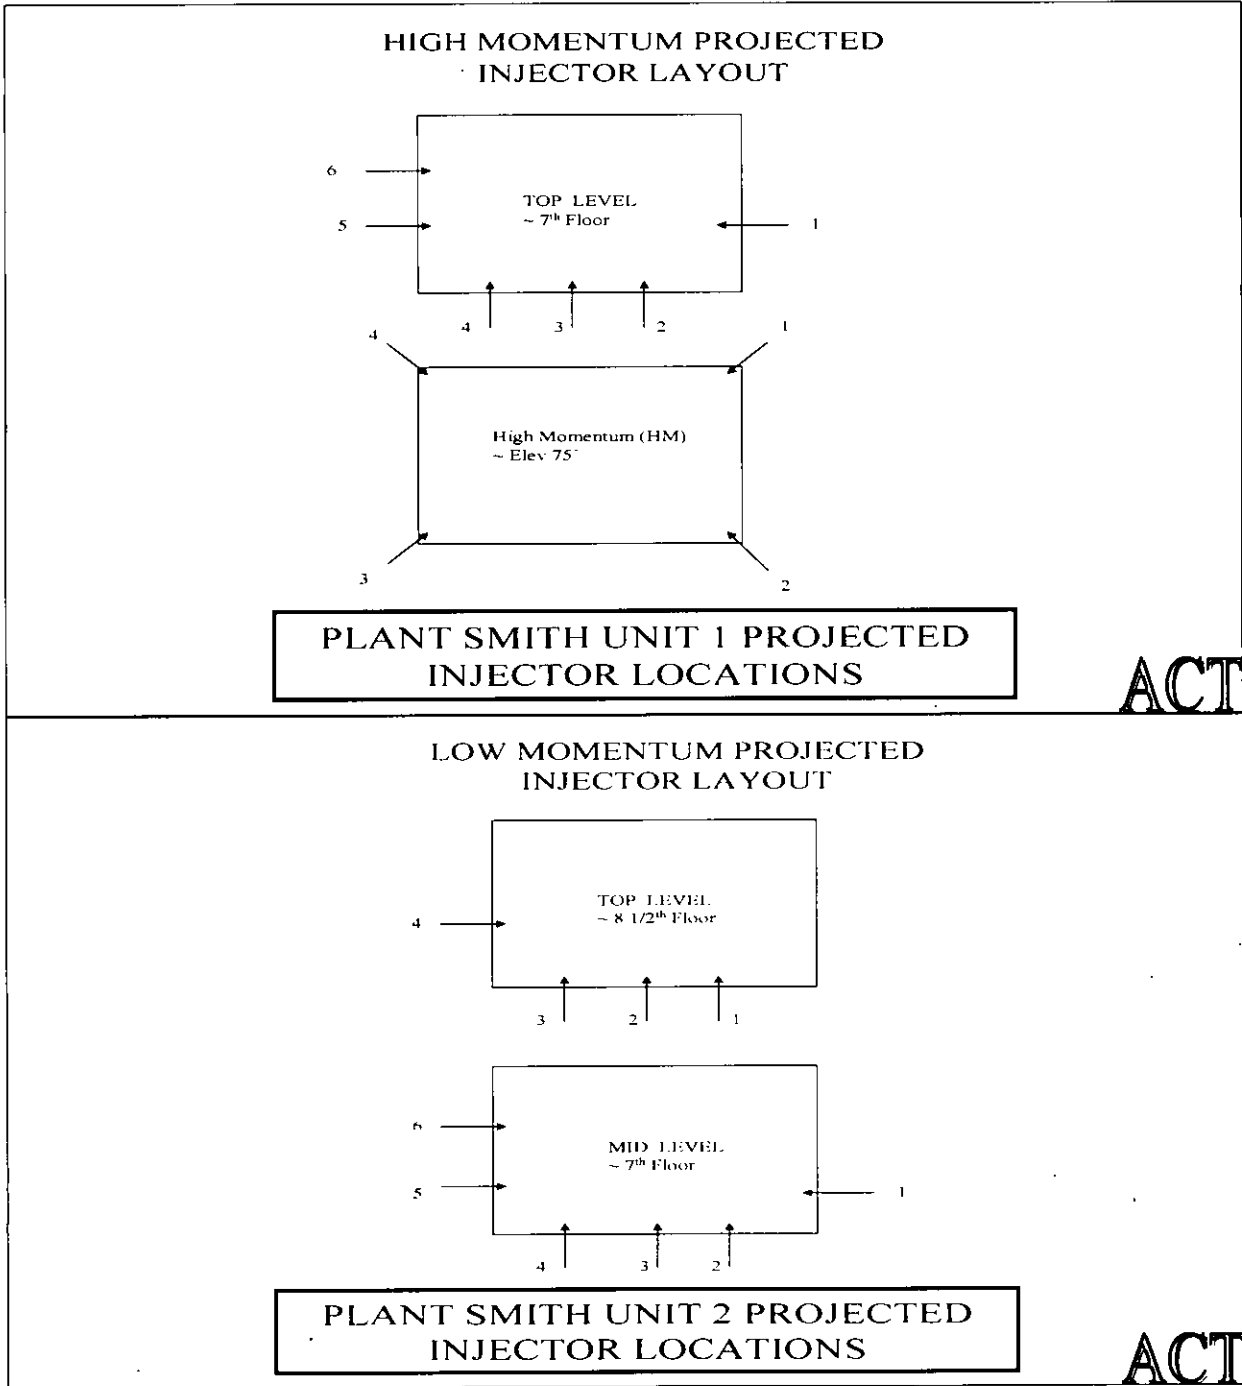 HIGH MOMENTUM PROJECTED
INJECTOR LAYOUT
6
TOP LEVEL
~ 7th Floor
5
1
4
3
2
4
1
High Momentum (HM)
~ Elev 75'
3
2
PLANT SMITH UNIT 1 PROJECTED
INJECTOR LOCATIONS
ACT
LOW MOMENTUM PROJECTED
INJECTOR LAYOUT
TOP LEVEL
~ 8 1/2th Floor
4
3
2
1
6
MID LEVEL
~ 7th Floor
5
1
4
3
2
PLANT SMITH UNIT 2 PROJECTED
INJECTOR LOCATIONS
ACT